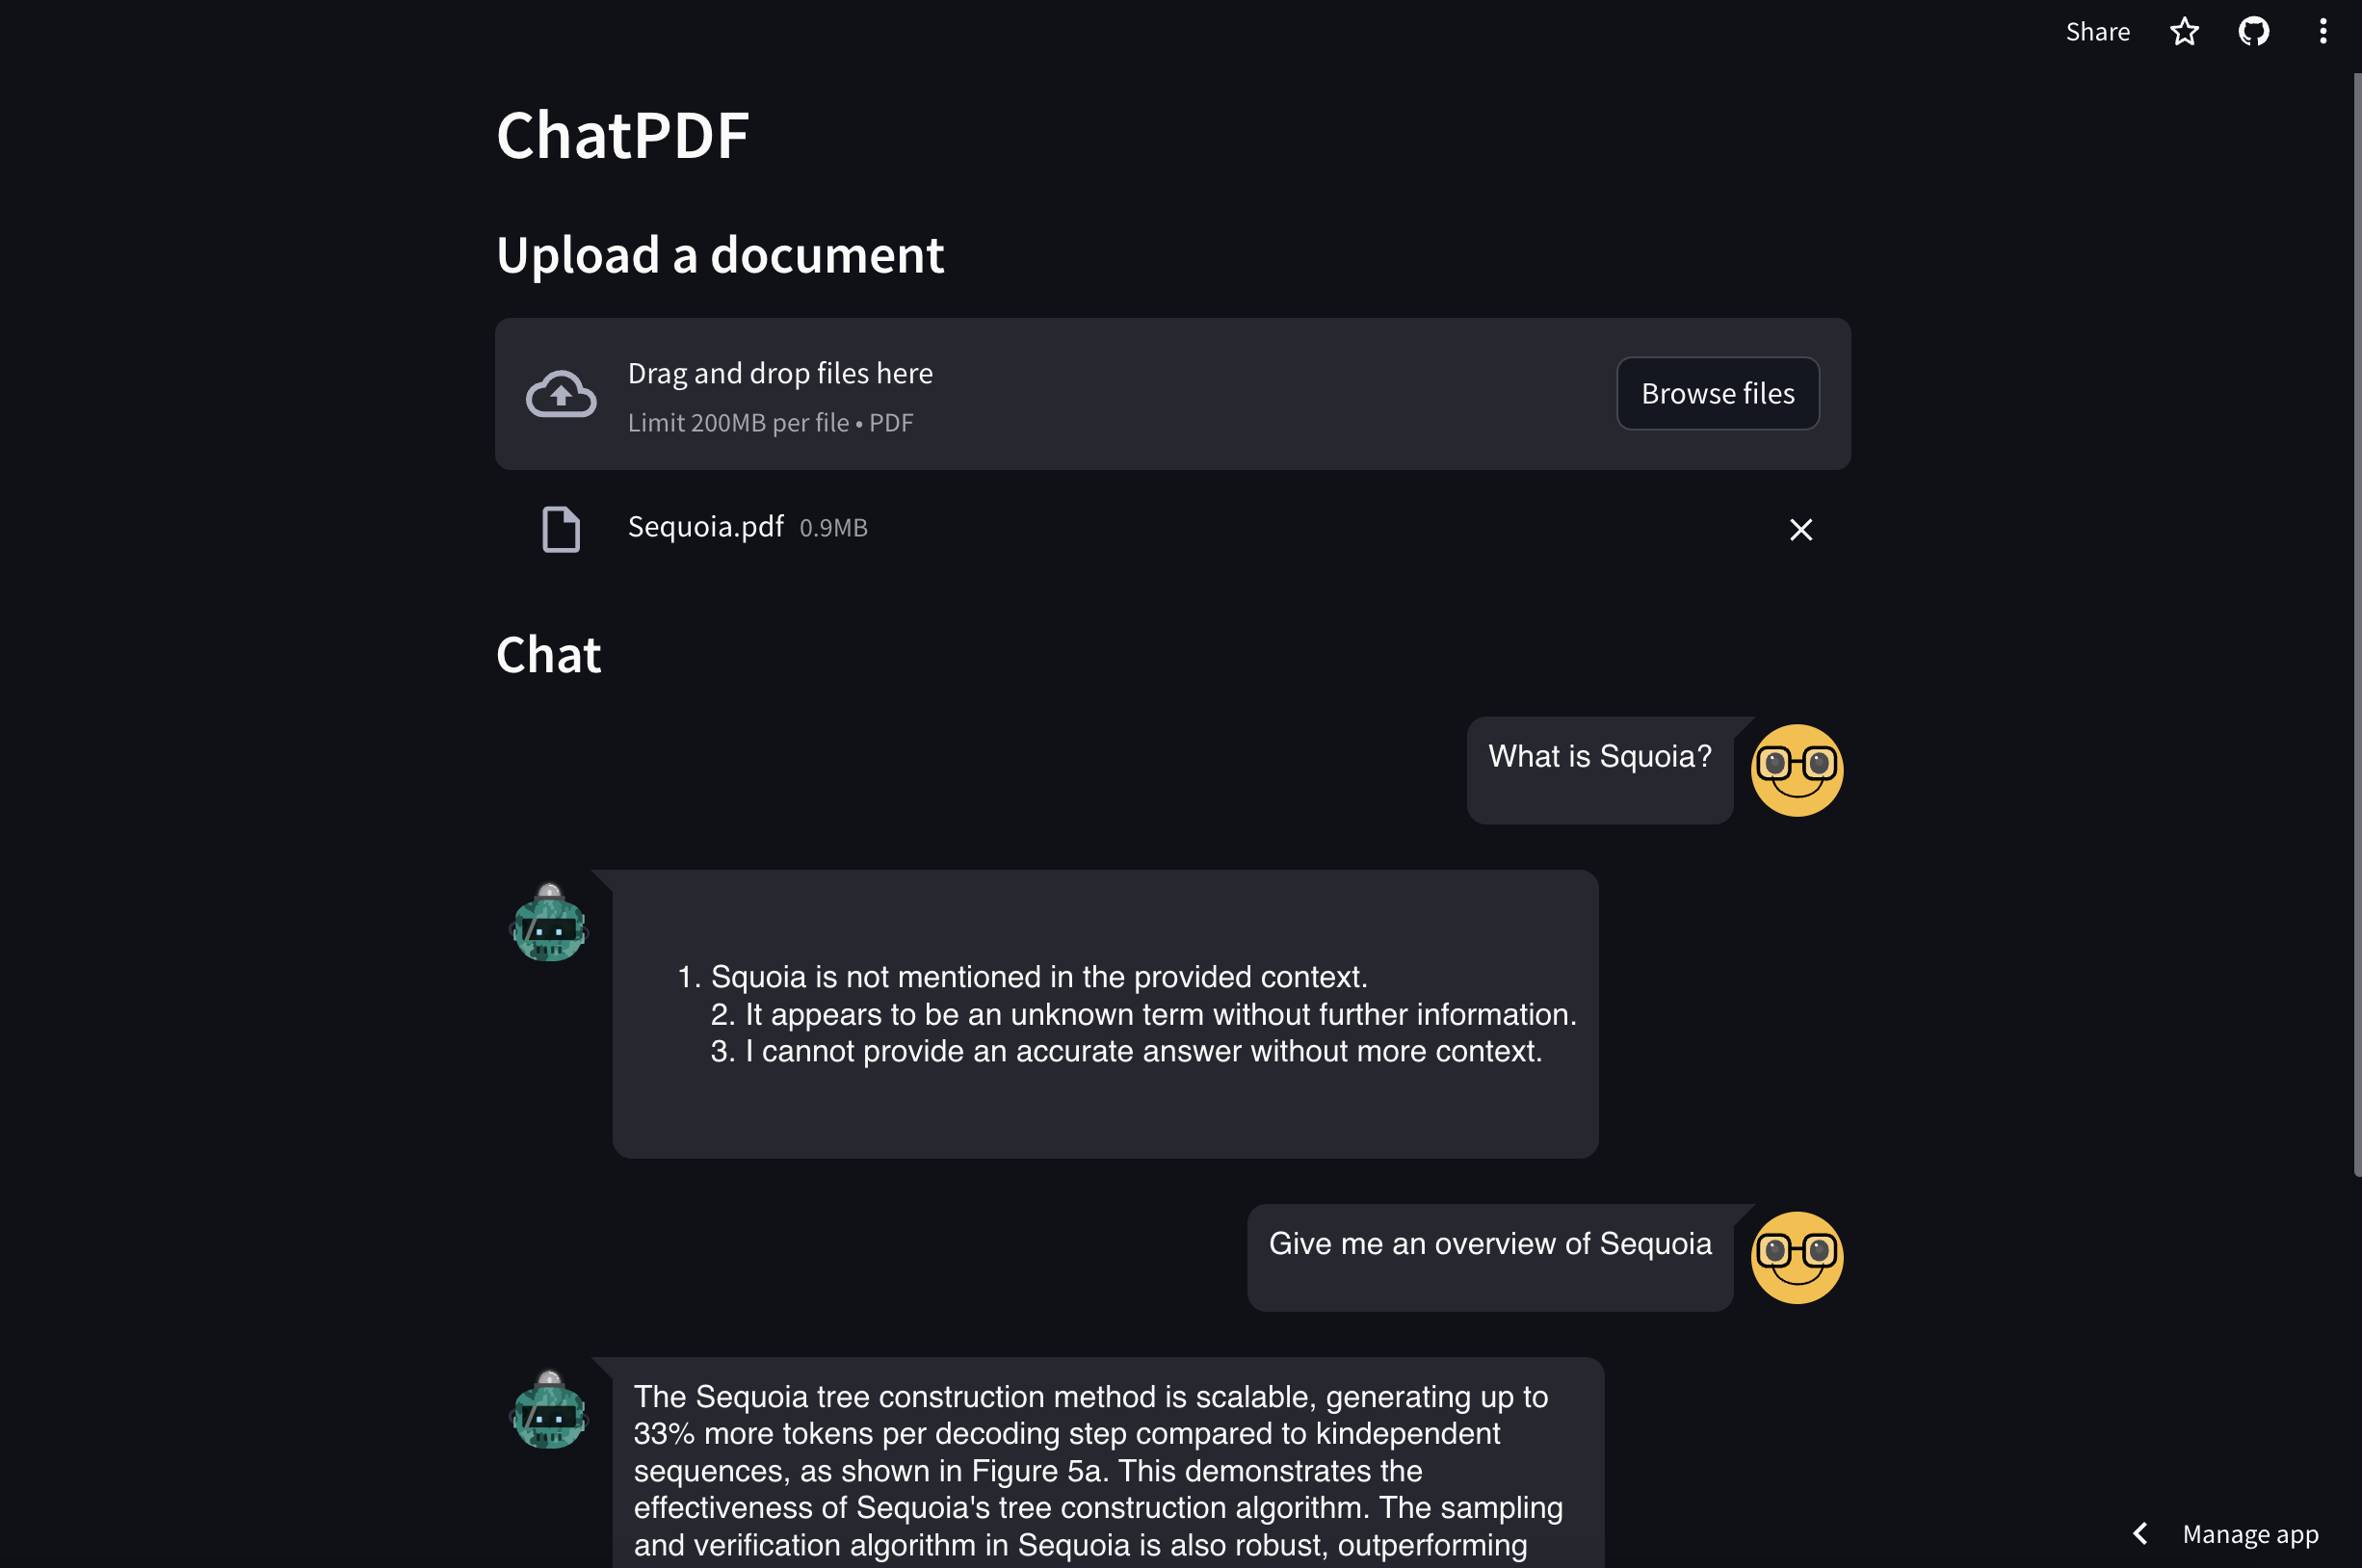 Share
ChatPDF
Upload a document
Drag and drop files here
Limit 200MB per file • PDF
Browse files
Sequoia.pdf 0.9MB
Chat
What is Squoia?
1. Squoia is not mentioned in the provided context.
2. It appears to be an unknown term without further information.
3. I cannot provide an accurate answer without more context.
Give me an overview of Sequoia
The Sequoia tree construction method is scalable, generating up to
33% more tokens per decoding step compared to kindependent
sequences, as shown in Figure 5a. This demonstrates the
effectiveness of Sequoia's tree construction algorithm. The sampling
and verification algorithm in Sequoia is also robust, outperforming
Manage app